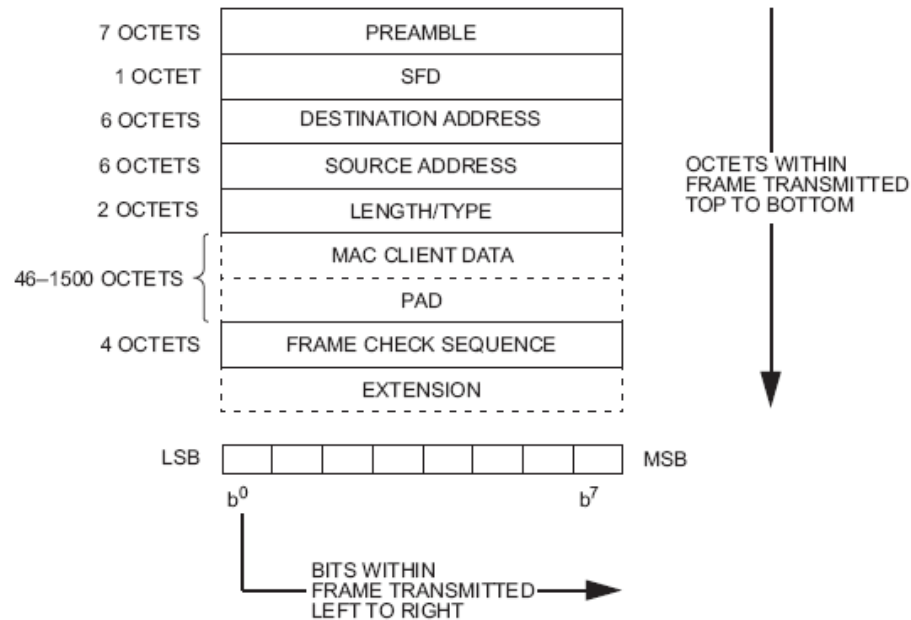 7 OCTETS PREAMBLE
1 OCTET SFD
6 OCTETS DESTINATION ADDRESS
6 OCTETS SOURCE ADDRESS
2 OCTETS LENGTH/TYPE
MAC CLIENT DATA
46–1500 OCTETS
PAD
4 OCTETS FRAME CHECK SEQUENCE
EXTENSION
OCTETS WITHIN
FRAME TRANSMITTED
TOP TO BOTTOM
LSB MSB
b0 b7
BITS WITHIN
FRAME TRANSMITTED
LEFT TO RIGHT